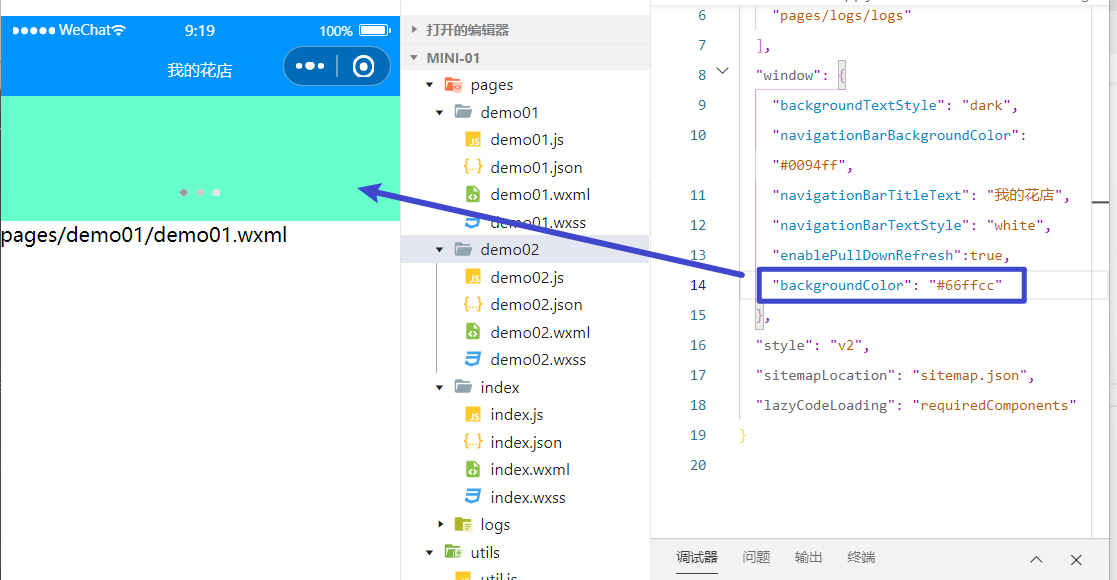 WeChat 9:19 100%
我的花店
pages/demo01/demo01.wxml
打开的编辑器
MINI-01
pages
demo01
demo01.js
demo01.json
demo01.wxml
demo01.wxss
demo02
demo02.js
demo02.json
demo02.wxml
demo02.wxss
index
index.js
index.json
index.wxml
index.wxss
logs
utils
util.js
6 "pages/logs/logs"
7 ],
8 "window": {
9 "backgroundTextStyle": "dark",
10 "navigationBarBackgroundColor":
"#0094ff",
11 "navigationBarTitleText": "我的花店",
12 "navigationBarTextStyle": "white",
13 "enablePullDownRefresh":true,
14 "backgroundColor": "#66ffcc"
15 },
16 "style": "v2",
17 "sitemapLocation": "sitemap.json",
18 "lazyCodeLoading": "requiredComponents"
19 }
20
调试器 问题 输出 终端